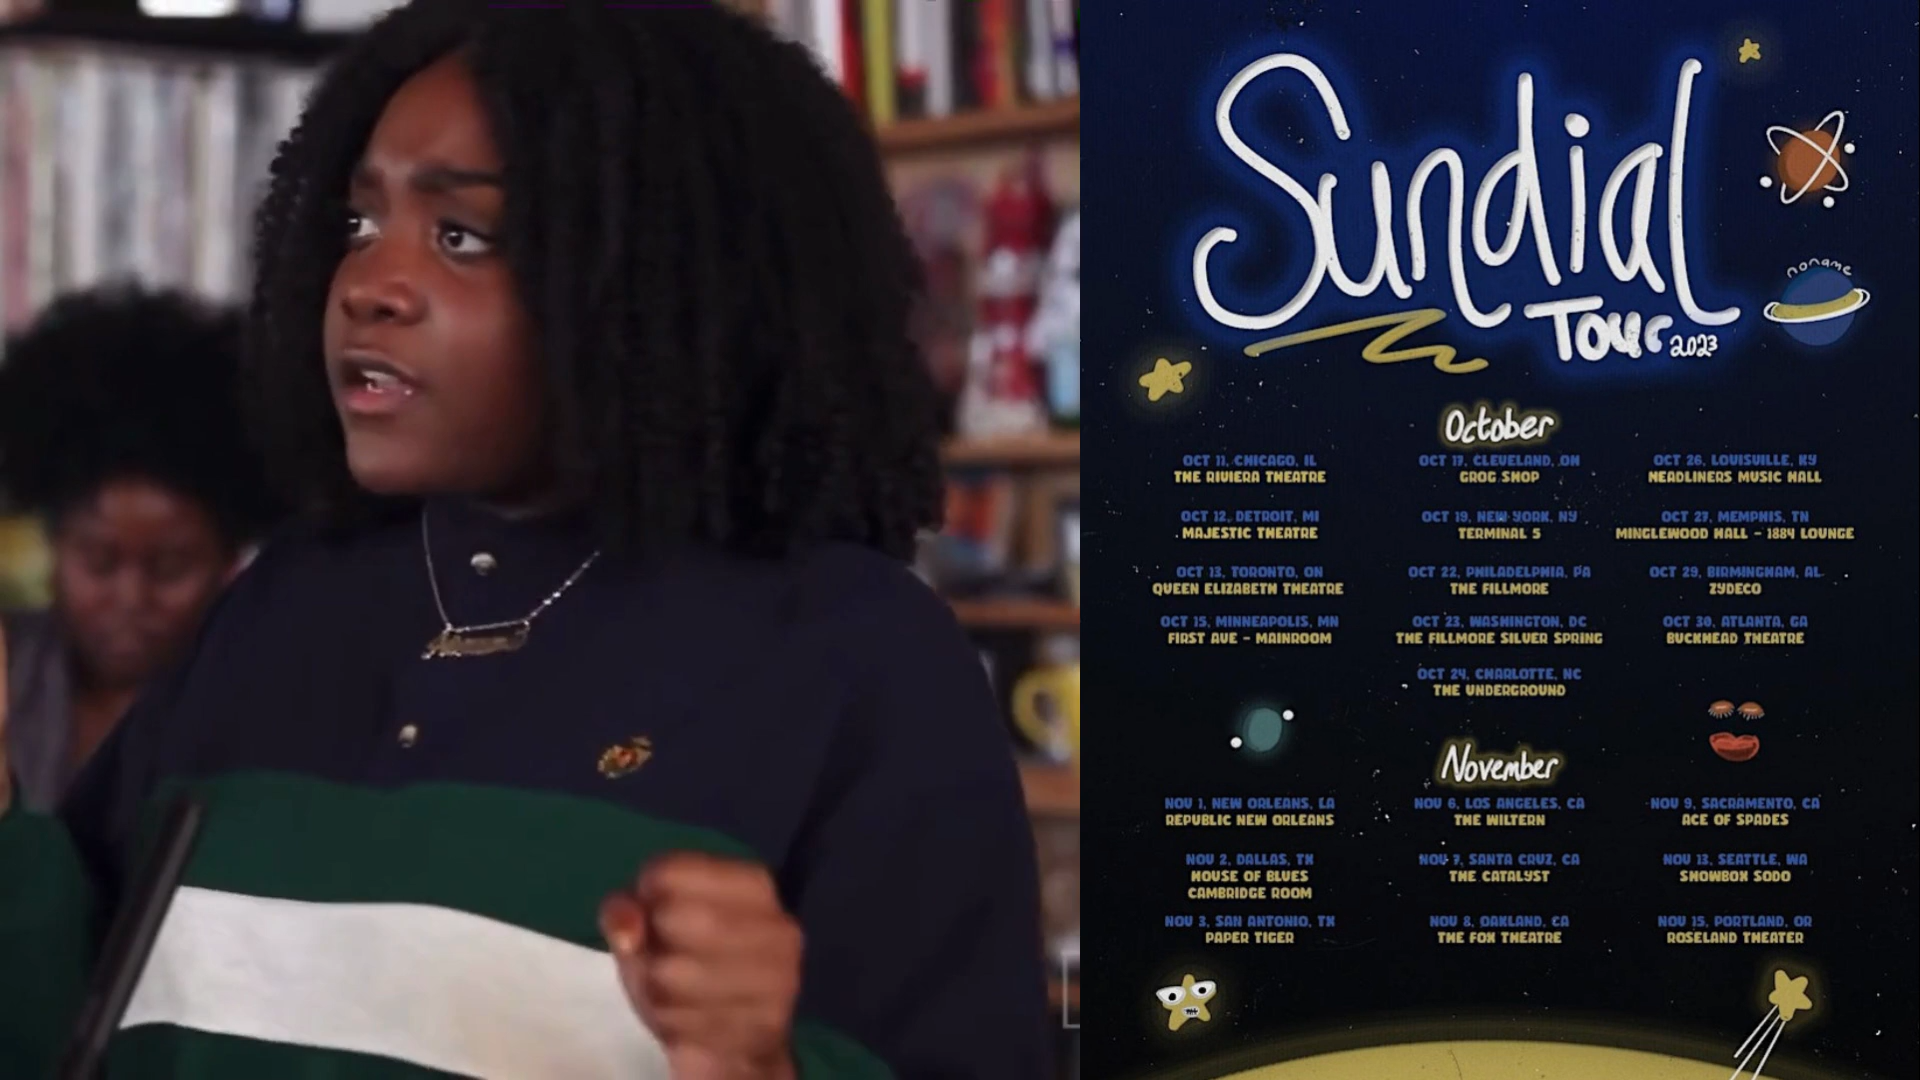 Sundial
Tour 2023
noname
October
OCT 11, CHICAGO, IL
THE RIVIERA THEATRE
OCT 12, DETROIT, MI
MAJESTIC THEATRE
OCT 13, TORONTO, ON
QUEEN ELIZABETH THEATRE
OCT 15, MINNEAPOLIS, MN
FIRST AVE - MAINROOM
OCT 17, CLEVELAND, OH
GROG SHOP
OCT 19, NEW YORK, NY
TERMINAL 5
OCT 22, PHILADELPHIA, PA
THE FILLMORE
OCT 23, WASHINGTON, DC
THE FILLMORE SILVER SPRING
OCT 24, CHARLOTTE, NC
THE UNDERGROUND
OCT 26, LOUISVILLE, KY
HEADLINERS MUSIC HALL
OCT 27, MEMPHIS, TN
MINGLEWOOD HALL - 1884 LOUNGE
OCT 29, BIRMINGHAM, AL
ZYDECO
OCT 30, ATLANTA, GA
BUCKHEAD THEATRE
November
NOV 1, NEW ORLEANS, LA
REPUBLIC NEW ORLEANS
NOV 2, DALLAS, TX
HOUSE OF BLUES
CAMBRIDGE ROOM
NOV 3, SAN ANTONIO, TX
PAPER TIGER
NOV 6, LOS ANGELES, CA
THE WILTERN
NOV 7, SANTA CRUZ, CA
THE CATALYST
NOV 8, OAKLAND, CA
THE FOX THEATRE
NOV 9, SACRAMENTO, CA
ACE OF SPADES
NOV 13, SEATTLE, WA
SHOWBOX SODO
NOV 15, PORTLAND, OR
ROSELAND THEATER